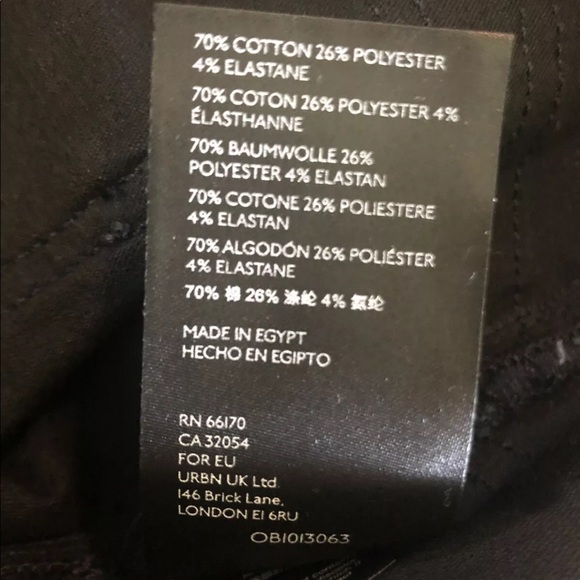 70% COTTON 26% POLYESTER
4% ELASTANE
70% COTON 26% POLYESTER 4%
ÉLASTHANNE
70% BAUMWOLLE 26%
POLYESTER 4% ELASTAN
70% COTONE 26% POLIESTERE
4% ELASTAN
70% ALGODÓN 26% POLIÉSTER
4% ELASTANE
70% 棉 26% 涤纶 4% 氨纶
MADE IN EGYPT
HECHO EN EGIPTO
RN 66170
CA 32054
FOR EU
URBN UK Ltd.
146 Brick Lane,
LONDON E1 6RU
OB1013063